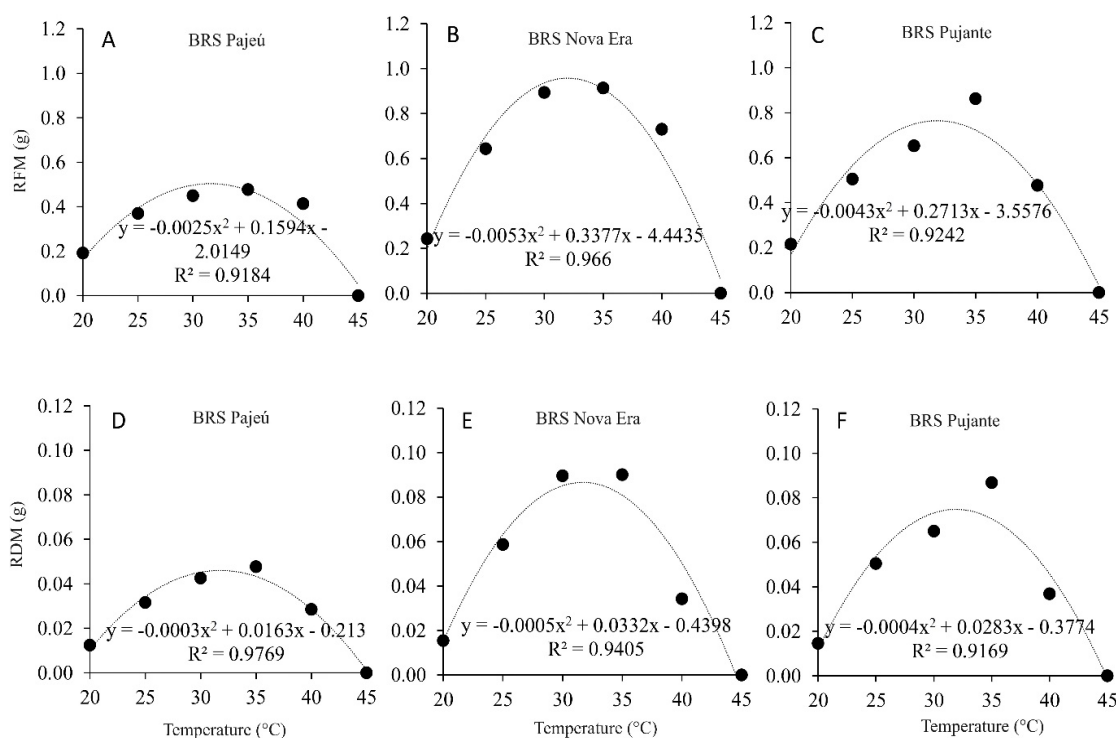 A
BRS Pajeú
1.2
1.0
0.8
0.6
0.4
0.2
0.0
RFM (g)
y = -0.0025x² + 0.1594x -
2.0149
R² = 0.9184
20 25 30 35 40 45
B
BRS Nova Era
1.2
1.0
0.8
0.6
0.4
0.2
0.0
y = -0.0053x² + 0.3377x - 4.4435
R² = 0.966
20 25 30 35 40 45
C
BRS Pujante
1.2
1.0
0.8
0.6
0.4
0.2
0.0
y = -0.0043x² + 0.2713x - 3.5576
R² = 0.9242
20 25 30 35 40 45
D
BRS Pajeú
0.12
0.10
0.08
0.06
0.04
0.02
0.00
RDM (g)
y = -0.0003x² + 0.0163x - 0.213
R² = 0.9769
20 25 30 35 40 45
Temperature (°C)
E
BRS Nova Era
0.12
0.10
0.08
0.06
0.04
0.02
0.00
y = -0.0005x² + 0.0332x - 0.4398
R² = 0.9405
20 25 30 35 40 45
Temperature (°C)
F
BRS Pujante
0.12
0.10
0.08
0.06
0.04
0.02
0.00
y = -0.0004x² + 0.0283x - 0.3774
R² = 0.9169
20 25 30 35 40 45
Temperature (°C)